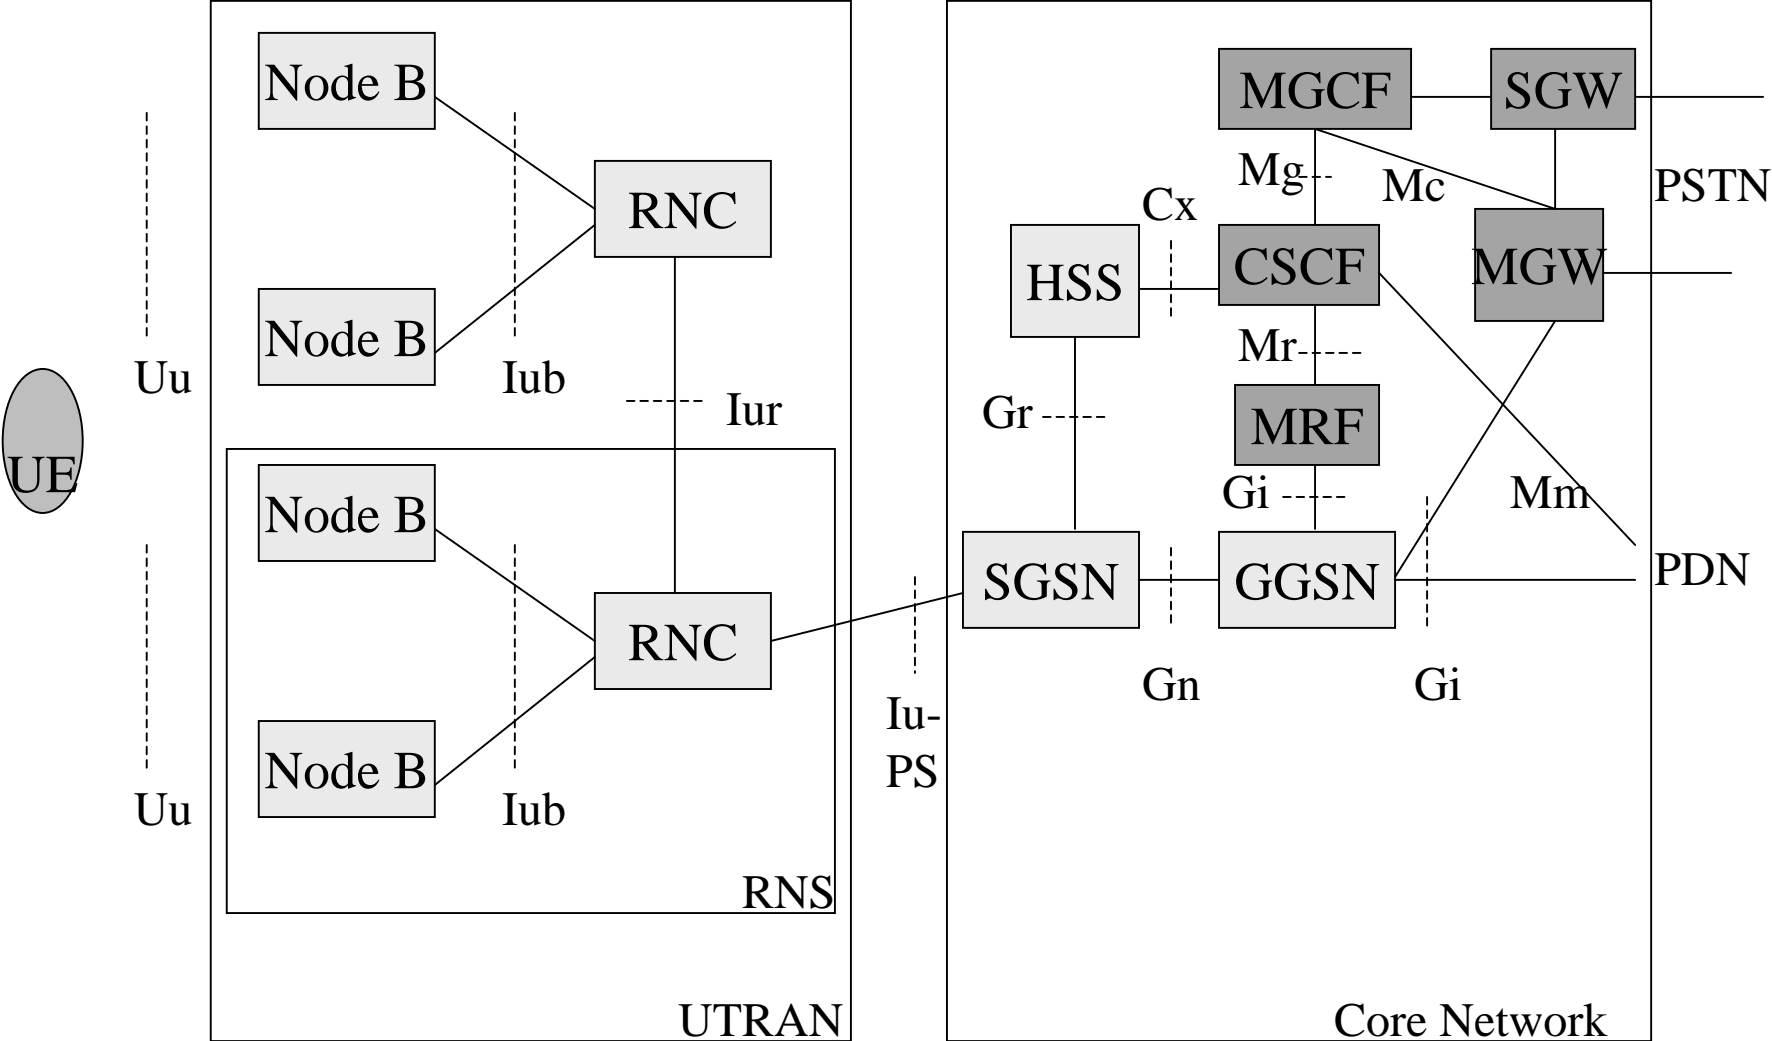 Node B
MGCF
SGW
Mg
Mc
PSTN
Cx
RNC
CSCF
HSS
MGW
Node B
Mr
Uu
Iub
Iur
Gr
MRF
UE
Gi
Mm
Node B
SGSN
GGSN
PDN
RNC
Gn
Gi
Iu-
PS
Node B
Uu
Iub
RNS
UTRAN
Core Network